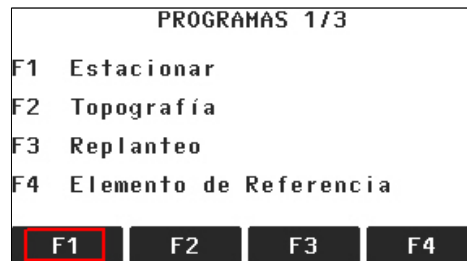 PROGRAMAS 1/3
F1 Estacionar
F2 Topografía
F3 Replanteo
F4 Elemento de Referencia
F1 F2 F3 F4